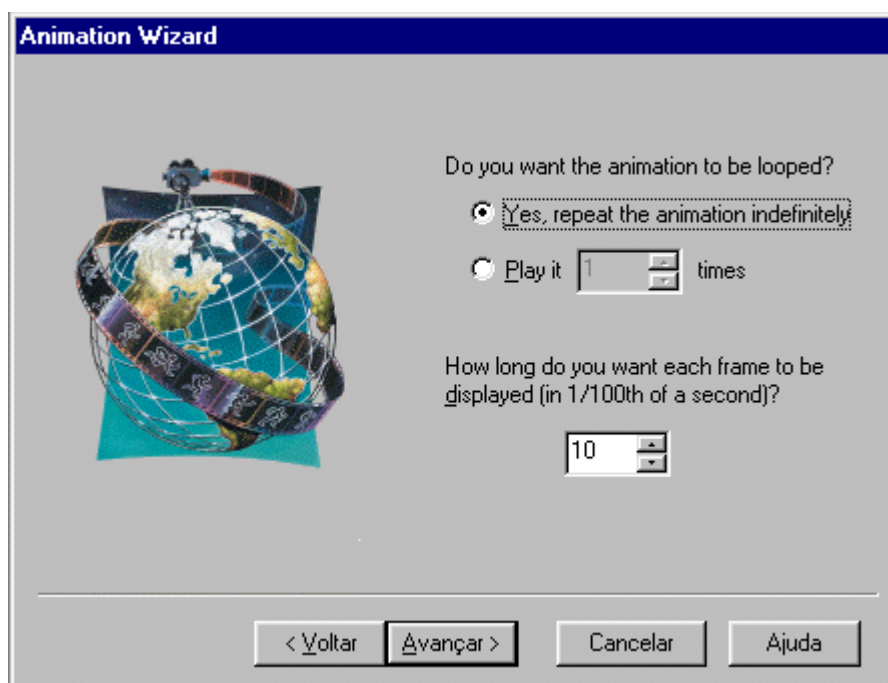 Animation Wizard
Do you want the animation to be looped?
Yes, repeat the animation indefinitely
Play it 1 times
How long do you want each frame to be
displayed (in 1/100th of a second)?
10
< Voltar Avançar > Cancelar Ajuda